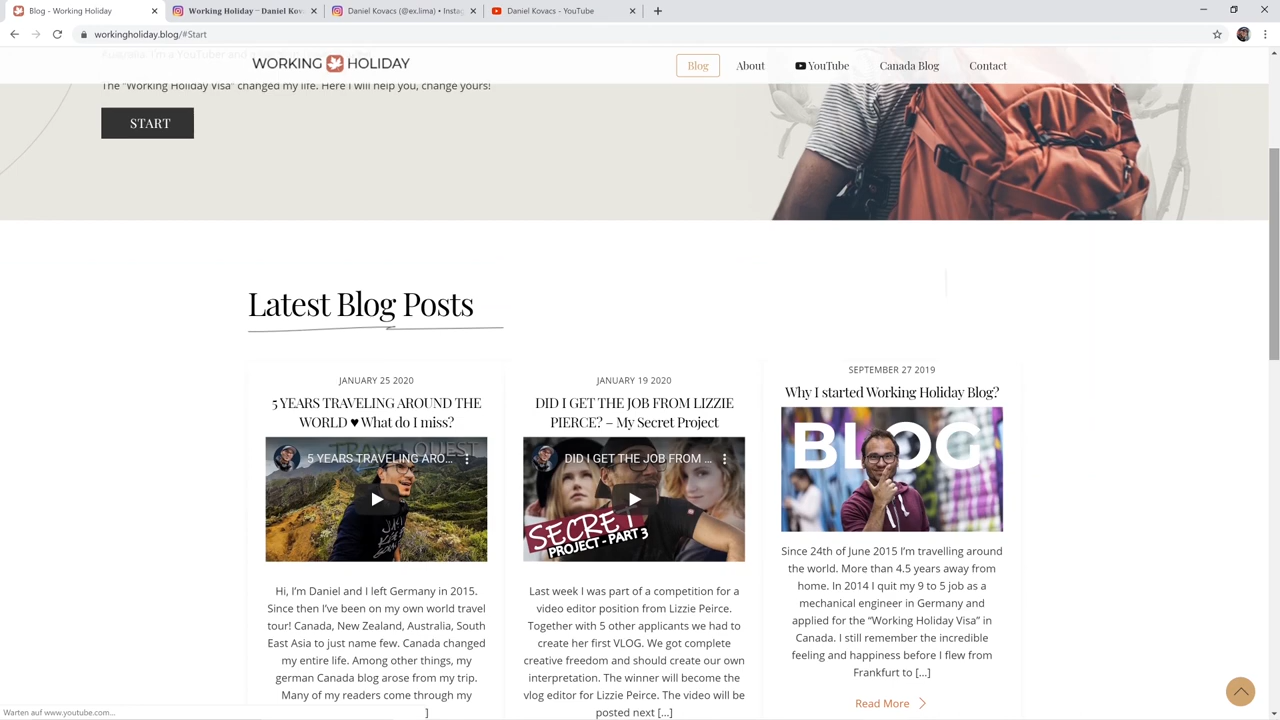 Blog - Working Holiday
Working Holiday – Daniel Kov
Daniel Kovacs (@ex.lima) • Instag
Daniel Kovacs - YouTube
workingholiday.blog/#Start
WORKING HOLIDAY
Blog
About
YouTube
Canada Blog
Contact
The "Working Holiday Visa" changed my life. Here I will help you, change yours!
START
Latest Blog Posts
JANUARY 25 2020
5 YEARS TRAVELING AROUND THE
WORLD ♥ What do I miss?
5 YEARS TRAVELING ARO...
Hi, I'm Daniel and I left Germany in 2015.
Since then I've been on my own world travel
tour! Canada, New Zealand, Australia, South
East Asia to just name few. Canada changed
my entire life. Among other things, my
german Canada blog arose from my trip.
Many of my readers come through my
]
JANUARY 19 2020
DID I GET THE JOB FROM LIZZIE
PIERCE? – My Secret Project
DID I GET THE JOB FROM ...
SECRET
PROJECT - PART 3
Last week I was part of a competition for a
video editor position from Lizzie Peirce.
Together with 5 other applicants we had to
create her first VLOG. We got complete
creative freedom and should create our own
interpretation. The winner will become the
vlog editor for Lizzie Peirce. The video will be
posted next [...]
SEPTEMBER 27 2019
Why I started Working Holiday Blog?
BLOG
Since 24th of June 2015 I'm travelling around
the world. More than 4.5 years away from
home. In 2014 I quit my 9 to 5 job as a
mechanical engineer in Germany and
applied for the "Working Holiday Visa" in
Canada. I still remember the incredible
feeling and happiness before I flew from
Frankfurt to [...]
Read More
Warten auf www.youtube.com...